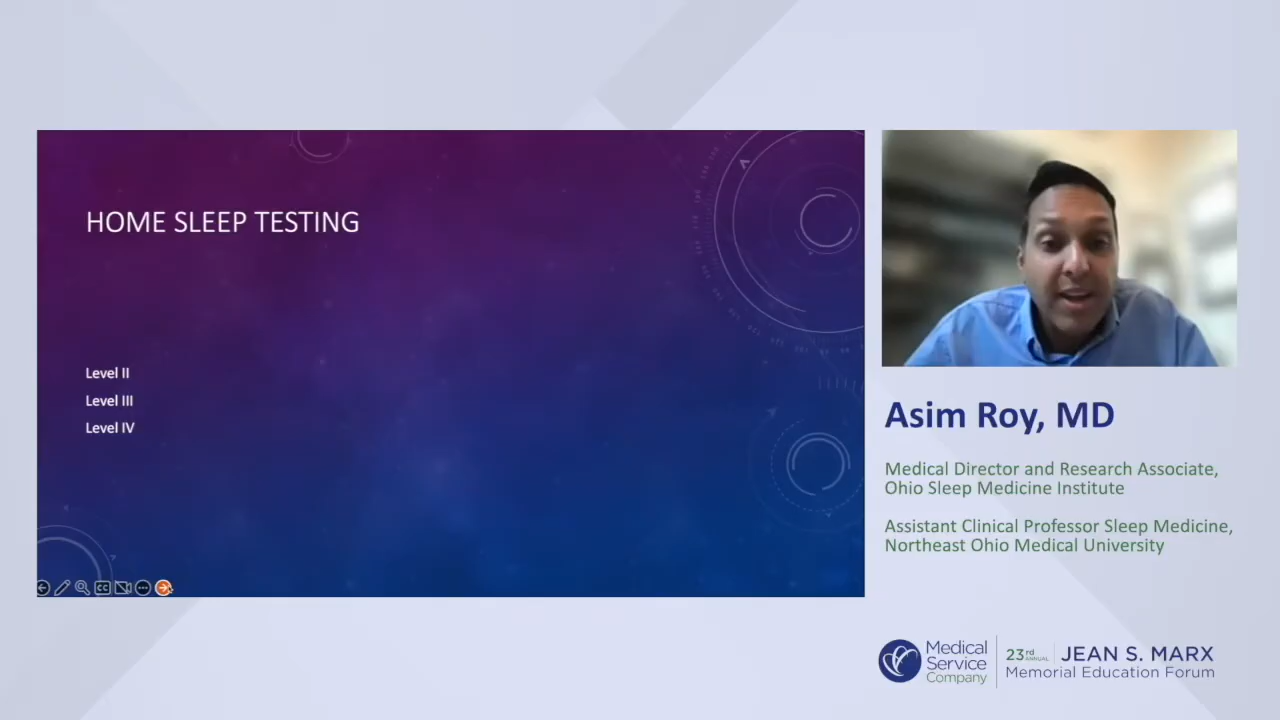 HOME SLEEP TESTING
Level II
Level III
Level IV
CC
Asim Roy, MD
Medical Director and Research Associate,
Ohio Sleep Medicine Institute
Assistant Clinical Professor Sleep Medicine,
Northeast Ohio Medical University
Medical
Service
Company
23rd ANNUAL JEAN S. MARX
Memorial Education Forum